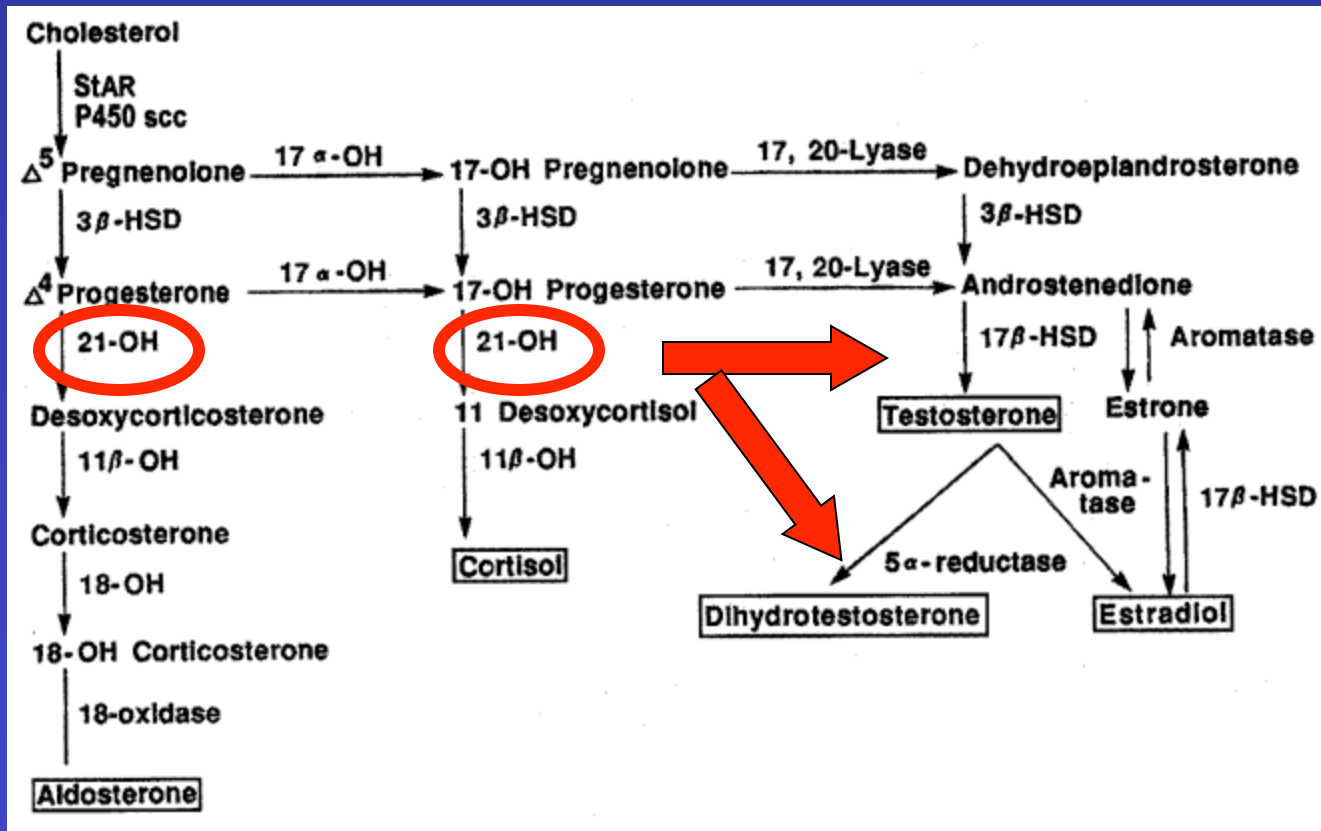 Cholesterol
StAR
P450 scc
Δ5 Pregnenolone
17 α-OH
17-OH Pregnenolone
17, 20-Lyase
Dehydroepiandrosterone
3β-HSD
3β-HSD
3β-HSD
Δ4 Progesterone
17 α-OH
17-OH Progesterone
17, 20-Lyase
Androstenedione
21-OH
21-OH
17β-HSD
Aromatase
Desoxycorticosterone
11 Desoxycortisol
Testosterone
Estrone
11β-OH
11β-OH
Aroma-
tase
17β-HSD
Corticosterone
Cortisol
5α-reductase
18-OH
Dihydrotestosterone
Estradiol
18-OH Corticosterone
18-oxidase
Aldosterone